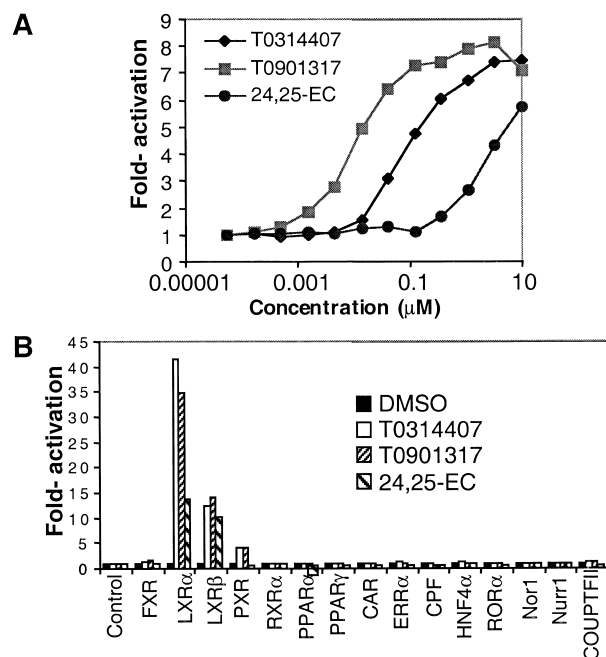 A
Fold- activation
9
8
7
6
5
4
3
2
1
0
T0314407
T0901317
24,25-EC
0.00001
0.001
0.1
10
Concentration (μM)
B
Fold- activation
45
40
35
30
25
20
15
10
5
0
DMSO
T0314407
T0901317
24,25-EC
Control
FXR
LXRα
LXRβ
PXR
RXRα
PPARα
PPARγ
CAR
ERRα
CPF
HNF4α
RORα
Nor1
Nurr1
COUPTFII